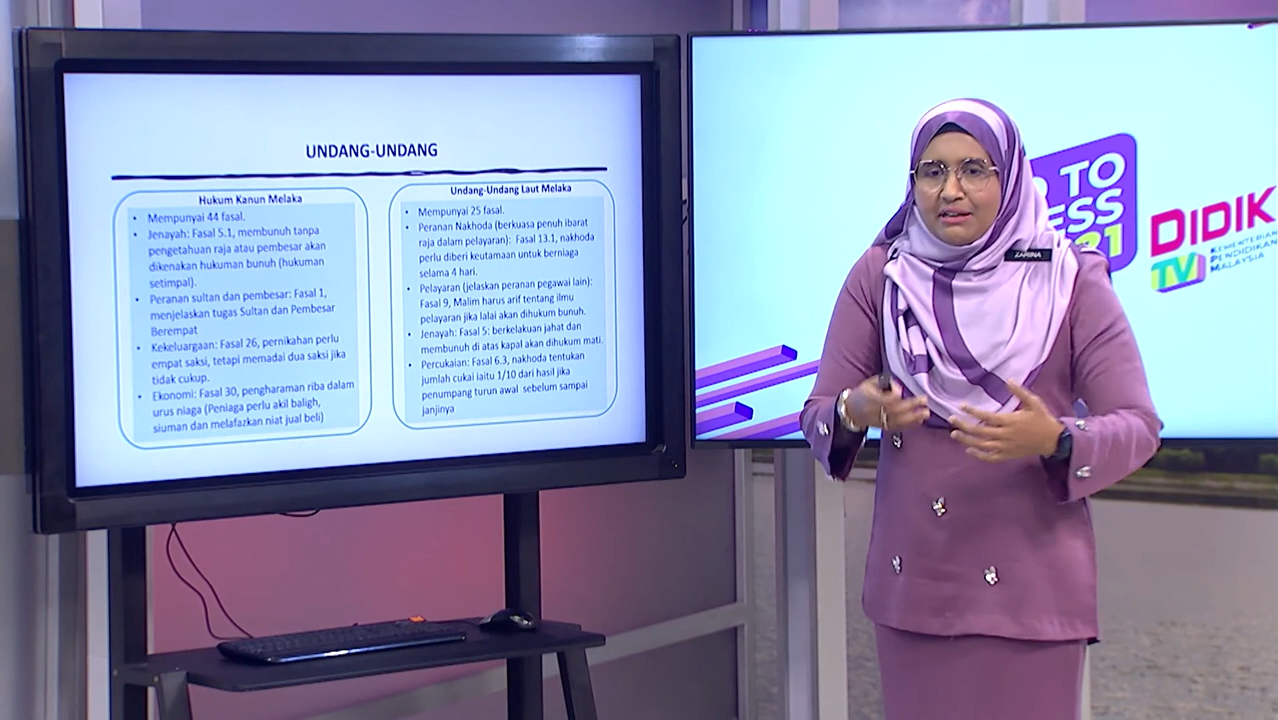 UNDANG-UNDANG
Hukum Kanun Melaka
• Mempunyai 44 fasal.
• Jenayah: Fasal 5.1, membunuh tanpa
pengetahuan raja atau pembesar akan
dikenakan hukuman bunuh (hukuman
setimpal).
• Peranan sultan dan pembesar: Fasal 1,
menjelaskan tugas Sultan dan Pembesar
Berempat
• Kekeluargaan: Fasal 26, pernikahan perlu
empat saksi, tetapi memadai dua saksi jika
tidak cukup.
• Ekonomi: Fasal 30, pengharaman riba dalam
urus niaga (Peniaga perlu akil baligh,
siuman dan melafazkan niat jual beli)
Undang-Undang Laut Melaka
• Mempunyai 25 fasal.
• Peranan Nakhoda (berkuasa penuh ibarat
raja dalam pelayaran): Fasal 13.1, nakhoda
perlu diberi keutamaan untuk berniaga
selama 4 hari.
• Pelayaran (jelaskan peranan pegawai lain):
Fasal 9, Malim harus arif tentang ilmu
pelayaran jika lalai akan dihukum bunuh.
• Jenayah: Fasal 5: berkelakuan jahat dan
membunuh di atas kapal akan dihukum mati.
• Percukaian: Fasal 6.3, nakhoda tentukan
jumlah cukai iaitu 1/10 dari hasil jika
penumpang turun awal sebelum sampai
janjinya
TO
ESS
DIDIK
TV
KEMENTERIAN
PENDIDIKAN
MALAYSIA
ZARINA